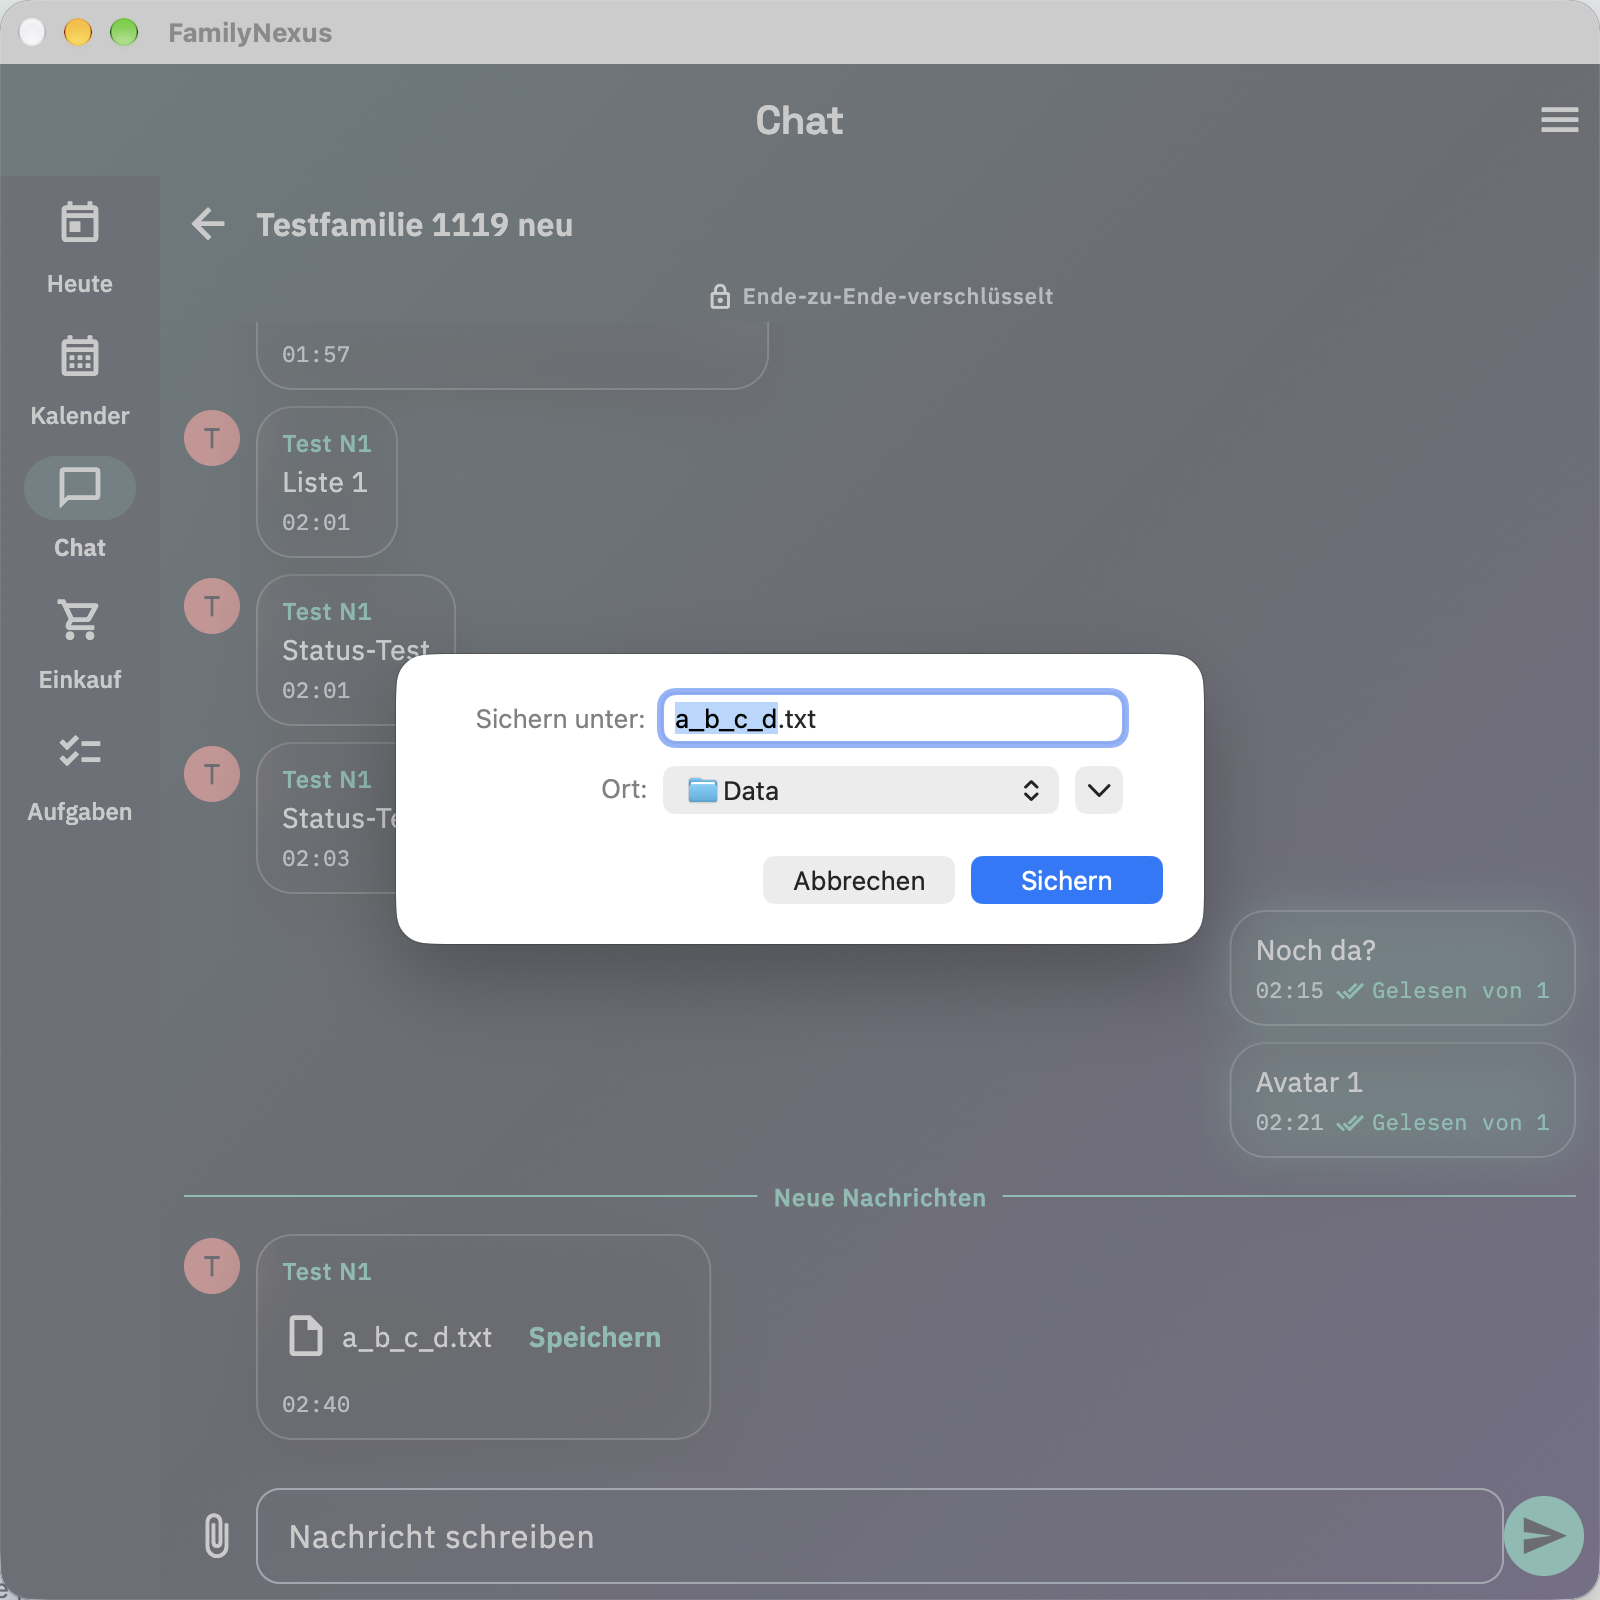 FamilyNexus
Chat
Heute
Kalender
Chat
Einkauf
Aufgaben
Testfamilie 1119 neu
Ende-zu-Ende-verschlüsselt
01:57
T
Test N1
Liste 1
02:01
T
Test N1
Status-Test
02:01
T
Test N1
Status-Te
02:03
Sichern unter: a_b_c_d.txt
Ort: Data
Abbrechen Sichern
Noch da?
02:15 Gelesen von 1
Avatar 1
02:21 Gelesen von 1
Neue Nachrichten
T
Test N1
a_b_c_d.txt Speichern
02:40
Nachricht schreiben